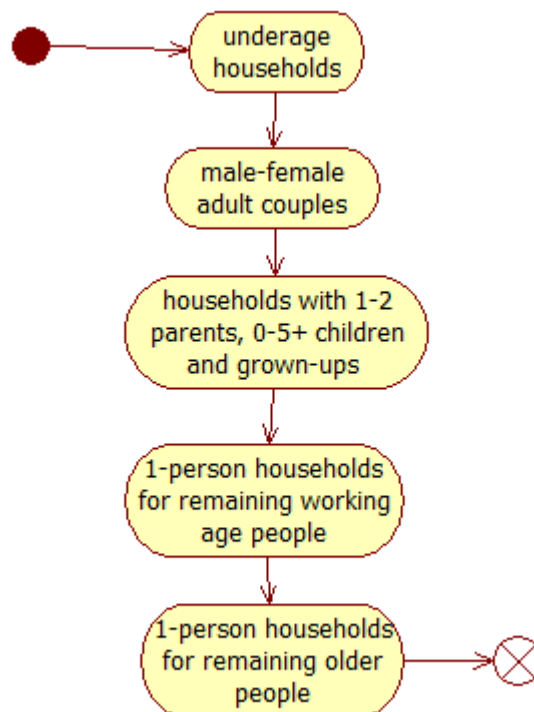 underage
households
male-female
adult couples
households with 1-2
parents, 0-5+ children
and grown-ups
1-person households
for remaining working
age people
1-person households
for remaining older
people